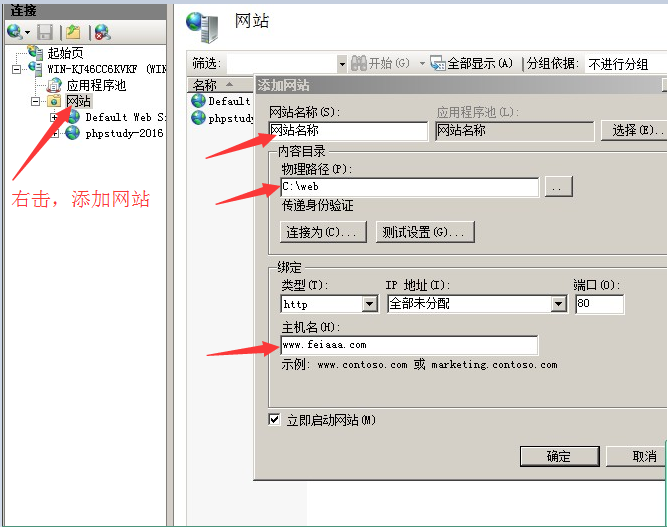 连接
起始页
WIN-KJ46CC6KVKF (WIN
应用程序池
网站
Default Web Si
phpstudy-2016
右击，添加网站
网站
筛选:
开始(G)
全部显示(A)
分组依据:
不进行分组
名称
Default
phpstudy
添加网站
网站名称(S):
应用程序池(L):
网站名称
网站名称
选择(E)..
内容目录
物理路径(P):
C:\web
..
传递身份验证
连接为(C)...
测试设置(G)...
绑定
类型(T):
IP 地址(I):
端口(O):
http
全部未分配
80
主机名(H):
www.feiaaa.com
示例: www.contoso.com 或 marketing.contoso.com
立即启动网站(M)
确定
取消